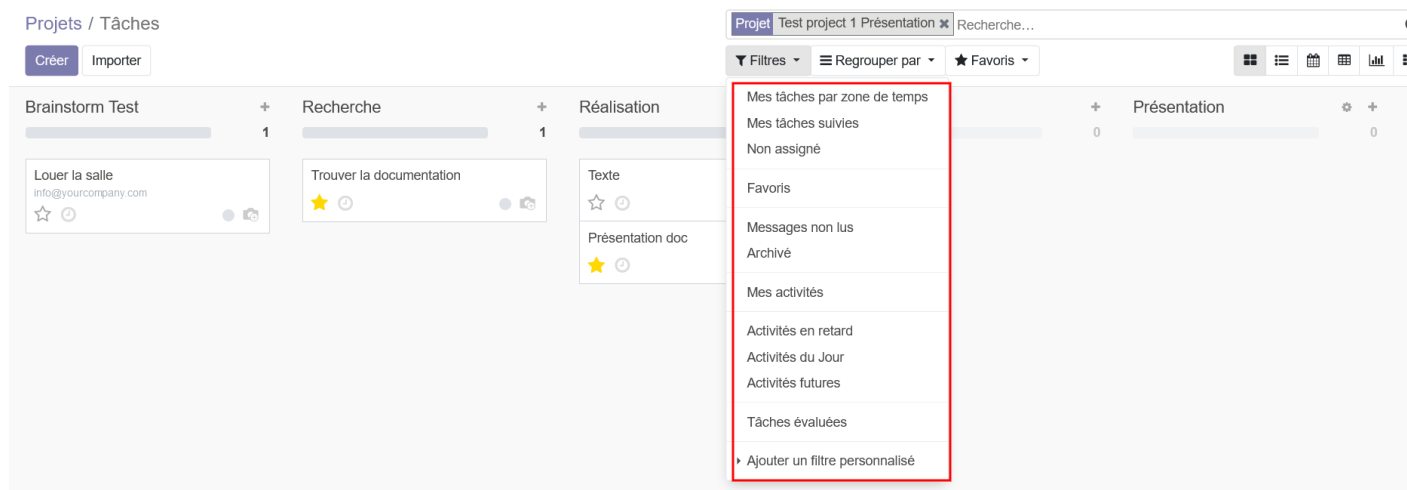 Projets / Tâches
Projet Test project 1 Présentation ✖ Recherche...
Créer Importer
Filtres Regrouper par Favoris
Brainstorm Test +
1
Recherche +
1
Réalisation
+
0
Présentation +
0
Louer la salle
info@yourcompany.com
Trouver la documentation
Texte
Présentation doc
Mes tâches par zone de temps
Mes tâches suivies
Non assigné
Favoris
Messages non lus
Archivé
Mes activités
Activités en retard
Activités du Jour
Activités futures
Tâches évaluées
Ajouter un filtre personnalisé